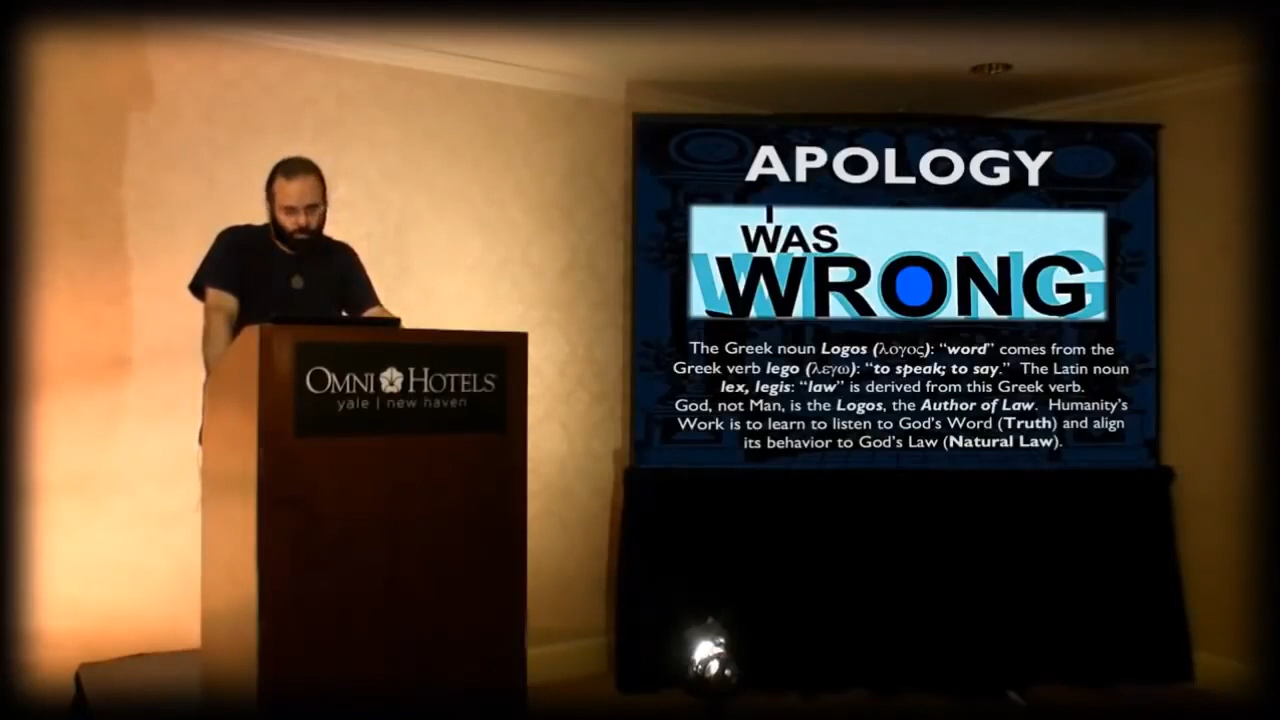 OMNI HOTELS
yale | new haven
APOLOGY
I
WAS
WRONG
The Greek noun Logos (λογος): “word” comes from the
Greek verb lego (λεγω): “to speak; to say.” The Latin noun
lex, legis: “law” is derived from this Greek verb.
God, not Man, is the Logos, the Author of Law. Humanity’s
Work is to learn to listen to God’s Word (Truth) and align
its behavior to God’s Law (Natural Law).